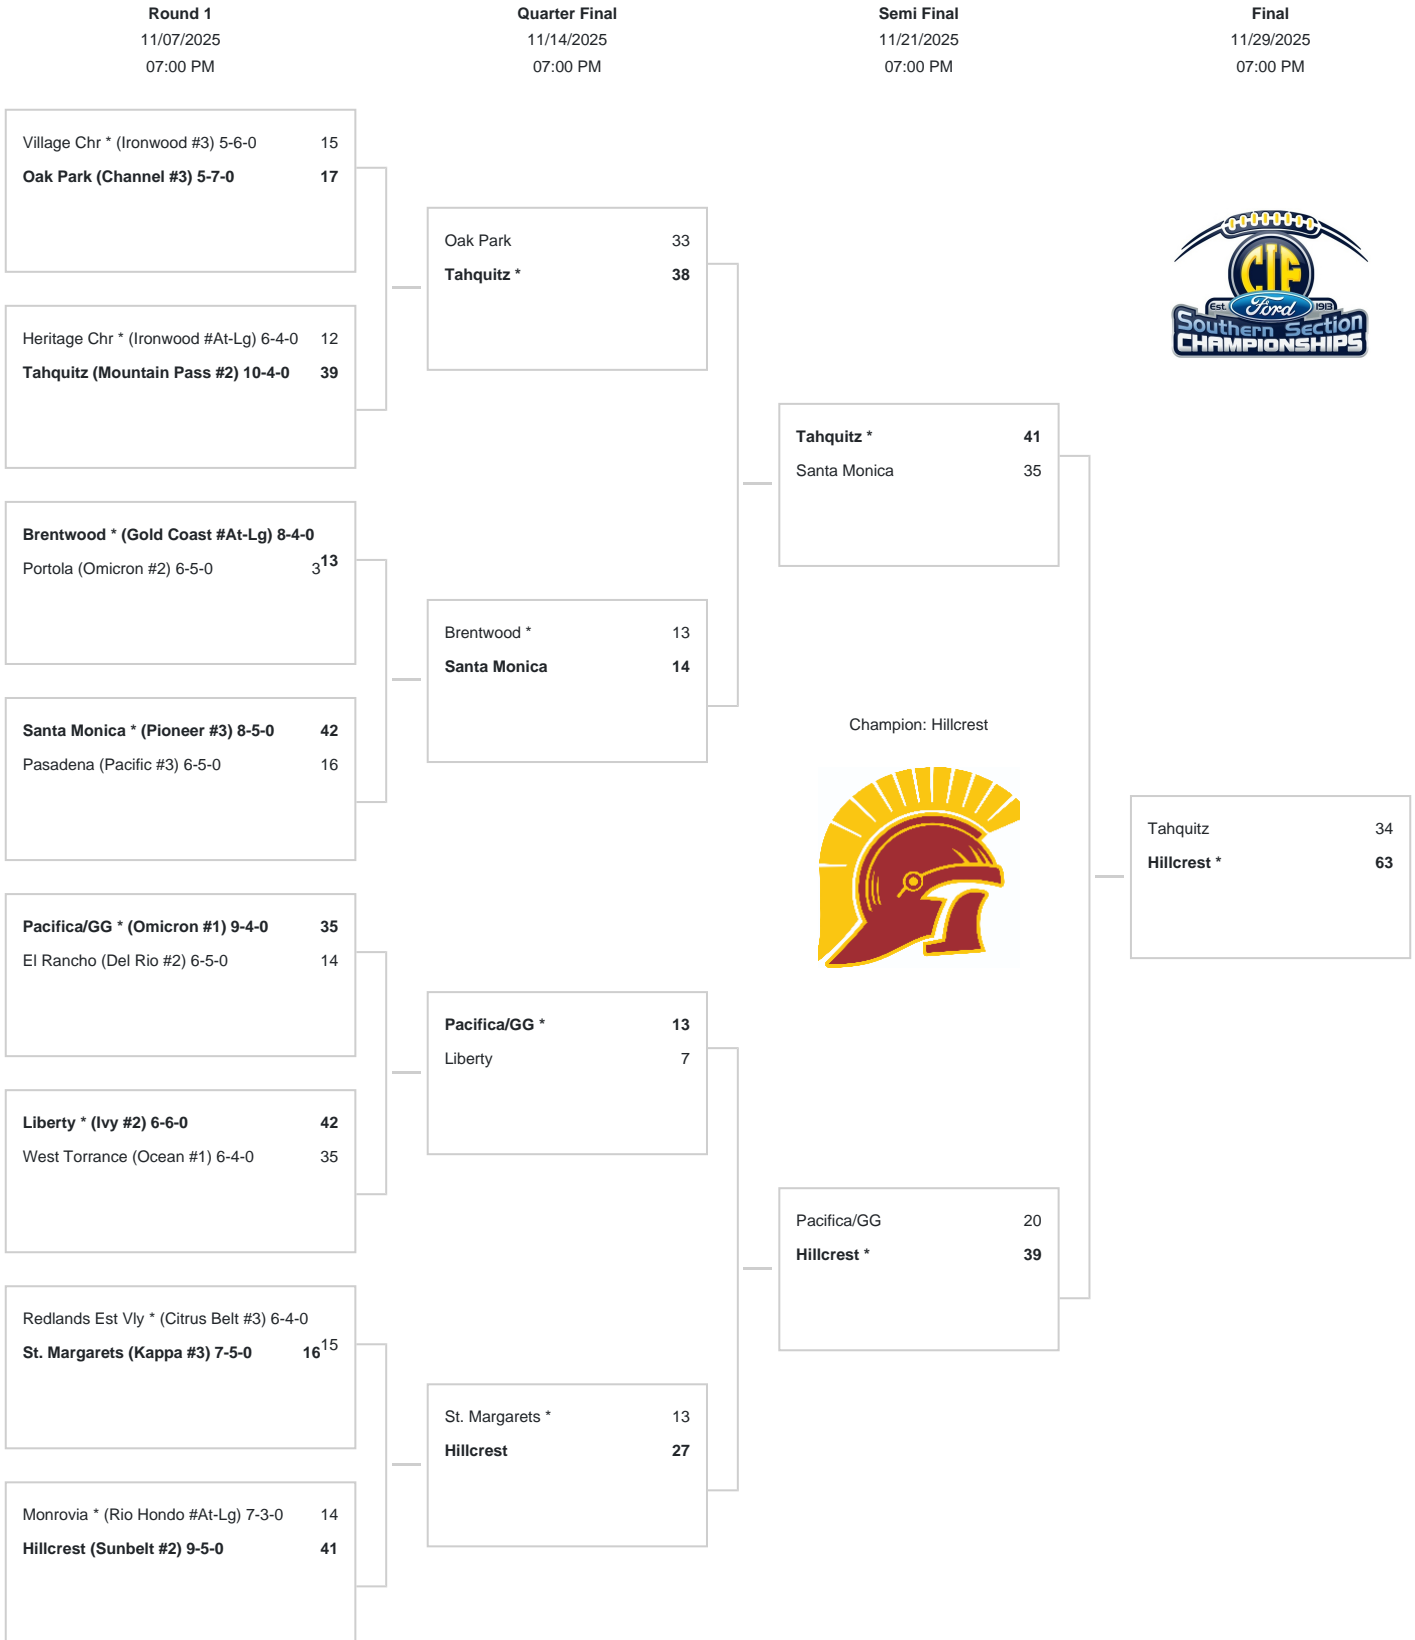 Round 1
11/07/2025
07:00 PM
Quarter Final
11/14/2025
07:00 PM
Semi Final
11/21/2025
07:00 PM
Final
11/29/2025
07:00 PM
Village Chr * (Ironwood #3) 5-6-0 15
Oak Park (Channel #3) 5-7-0 17
Heritage Chr * (Ironwood #At-Lg) 6-4-0 12
Tahquitz (Mountain Pass #2) 10-4-0 39
Brentwood * (Gold Coast #At-Lg) 8-4-0 13
Portola (Omicron #2) 6-5-0 3
Santa Monica * (Pioneer #3) 8-5-0 42
Pasadena (Pacific #3) 6-5-0 16
Pacifica/GG * (Omicron #1) 9-4-0 35
El Rancho (Del Rio #2) 6-5-0 14
Liberty * (Ivy #2) 6-6-0 42
West Torrance (Ocean #1) 6-4-0 35
Redlands Est Vly * (Citrus Belt #3) 6-4-0 15
St. Margarets (Kappa #3) 7-5-0 16
Monrovia * (Rio Hondo #At-Lg) 7-3-0 14
Hillcrest (Sunbelt #2) 9-5-0 41
Oak Park 33
Tahquitz * 38
Brentwood * 13
Santa Monica 14
Pacifica/GG * 13
Liberty 7
St. Margarets * 13
Hillcrest 27
Tahquitz * 41
Santa Monica 35
Pacifica/GG 20
Hillcrest * 39
CIF
Est. Ford 1913
Southern Section
CHAMPIONSHIPS
Champion: Hillcrest
Tahquitz 34
Hillcrest * 63